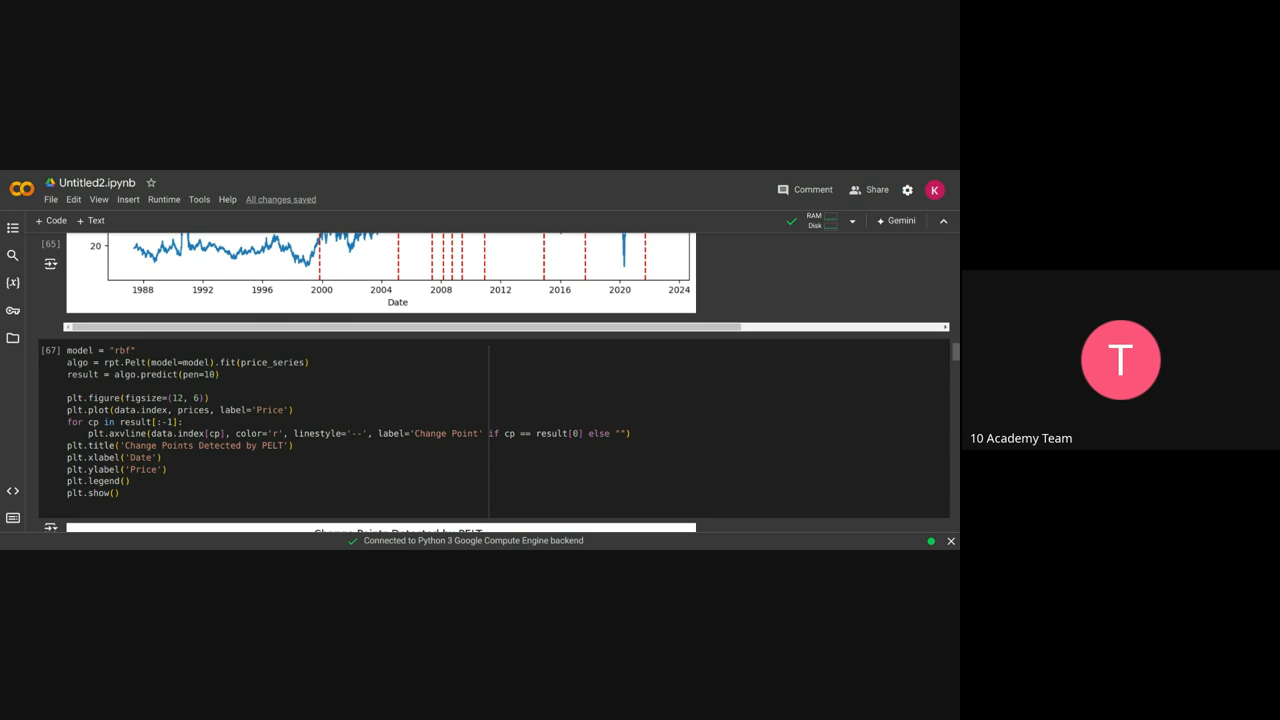 Untitled2.ipynb
File Edit View Insert Runtime Tools Help All changes saved
Comment Share K
+ Code + Text
RAM
Disk
Gemini
[65]
20
1988 1992 1996 2000 2004 2008 2012 2016 2020 2024
Date
[67] model = "rbf"
algo = rpt.Pelt(model=model).fit(price_series)
result = algo.predict(pen=10)
plt.figure(figsize=(12, 6))
plt.plot(data.index, prices, label='Price')
for cp in result[:-1]:
    plt.axvline(data.index[cp], color='r', linestyle='--', label='Change Point' if cp == result[0] else "")
plt.title('Change Points Detected by PELT')
plt.xlabel('Date')
plt.ylabel('Price')
plt.legend()
plt.show()
Change Points Detected by PELT
Connected to Python 3 Google Compute Engine backend
T
10 Academy Team